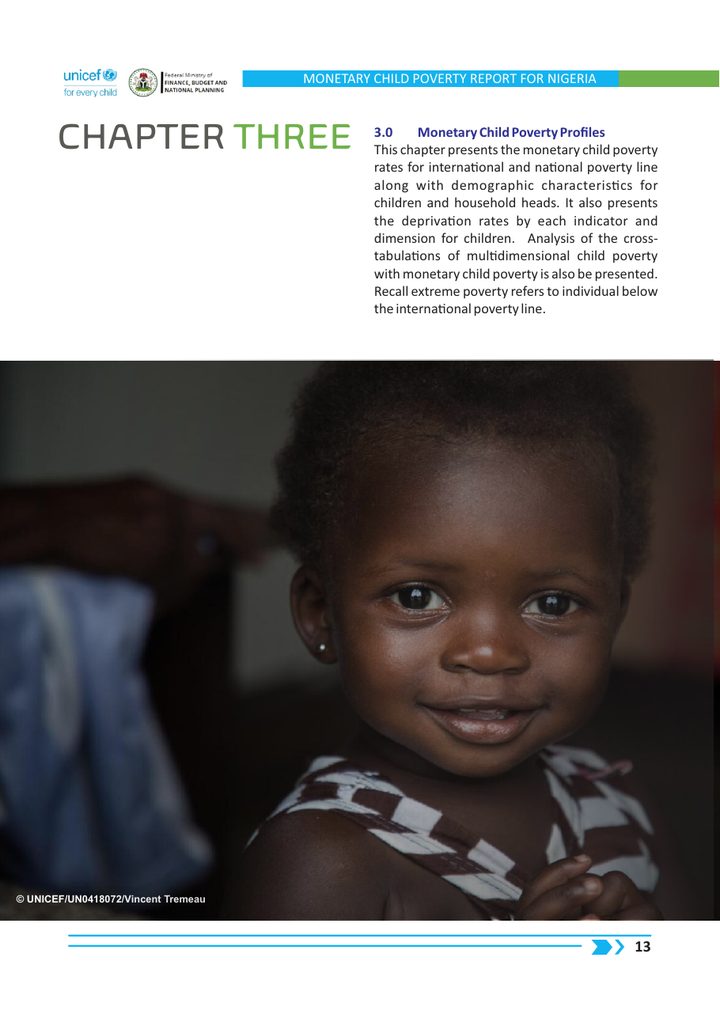 unicef
for every child
Federal Ministry of
FINANCE, BUDGET AND
NATIONAL PLANNING
MONETARY CHILD POVERTY REPORT FOR NIGERIA
CHAPTER THREE
3.0 Monetary Child Poverty Profiles
This chapter presents the monetary child poverty
rates for international and national poverty line
along with demographic characteristics for
children and household heads. It also presents
the deprivation rates by each indicator and
dimension for children. Analysis of the cross-
tabulations of multidimensional child poverty
with monetary child poverty is also be presented.
Recall extreme poverty refers to individual below
the international poverty line.
© UNICEF/UN0418072/Vincent Tremeau
13